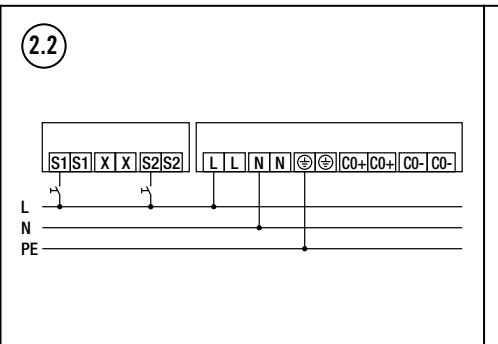 2.2
S1 S1 X X S2 S2 L L N N CO+ CO+ CO- CO-
L
N
PE